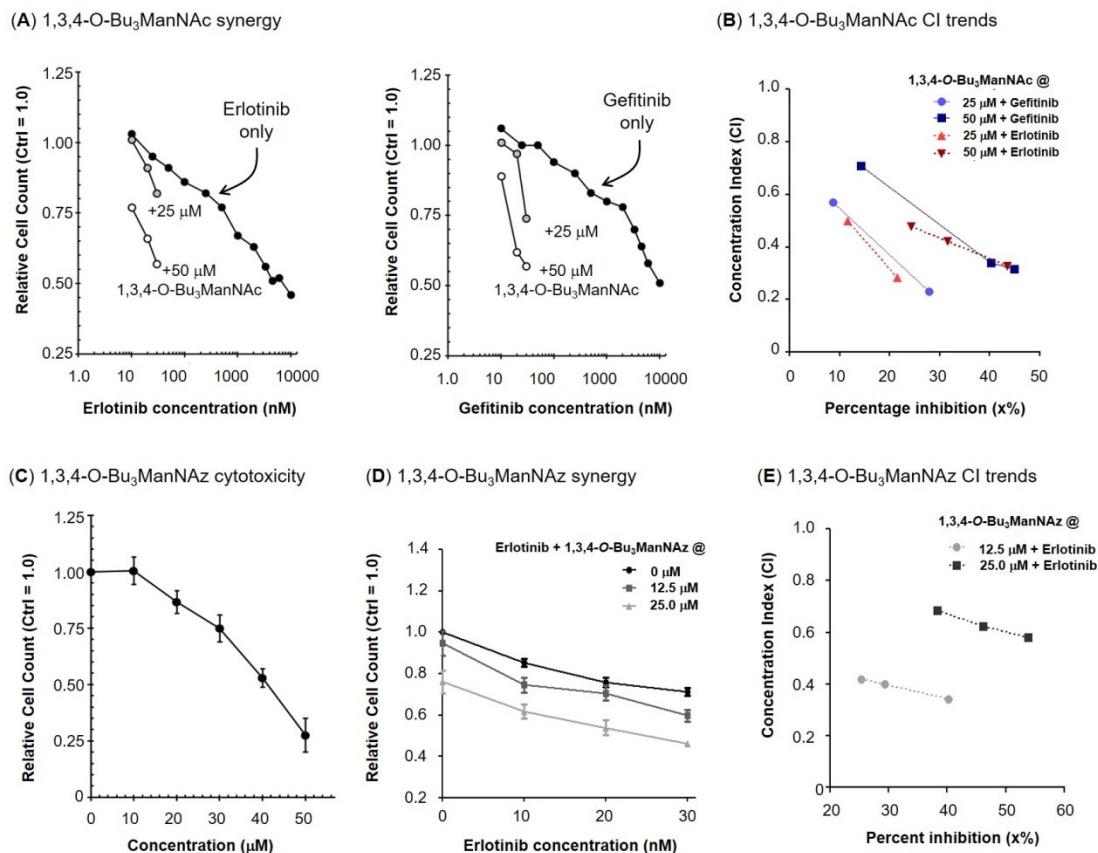 (A) 1,3,4-O-Bu₃ManNAc synergy
Relative Cell Count (Ctrl = 1.0)
1.25
1.00
0.75
0.50
0.25
Erlotinib
only
+25 μM
+50 μM
1,3,4-O-Bu₃ManNAc
1.0 10 100 1000 10000
Erlotinib concentration (nM)
Relative Cell Count (Ctrl = 1.0)
1.25
1.00
0.75
0.50
0.25
Gefitinib
only
+25 μM
+50 μM
1,3,4-O-Bu₃ManNAc
1.0 10 100 1000 10000
Gefitinib concentration (nM)
(B) 1,3,4-O-Bu₃ManNAc CI trends
Concentration Index (CI)
1.0
0.8
0.6
0.4
0.2
0
1,3,4-O-Bu₃ManNAc @
25 μM + Gefitinib
50 μM + Gefitinib
25 μM + Erlotinib
50 μM + Erlotinib
0 10 20 30 40 50
Percentage inhibition (x%)
(C) 1,3,4-O-Bu₃ManNAz cytotoxicity
Relative Cell Count (Ctrl = 1.0)
1.25
1.00
0.75
0.50
0.25
0 10 20 30 40 50
Concentration (μM)
(D) 1,3,4-O-Bu₃ManNAz synergy
Relative Cell Count (Ctrl = 1.0)
1.4
1.2
1.0
0.8
0.6
0.4
0.2
Erlotinib + 1,3,4-O-Bu₃ManNAz @
0 μM
12.5 μM
25.0 μM
0 10 20 30
Erlotinib concentration (nM)
(E) 1,3,4-O-Bu₃ManNAz CI trends
Concentration Index (CI)
1.0
0.8
0.6
0.4
0.2
0
1,3,4-O-Bu₃ManNAz @
12.5 μM + Erlotinib
25.0 μM + Erlotinib
20 30 40 50 60
Percent inhibition (x%)